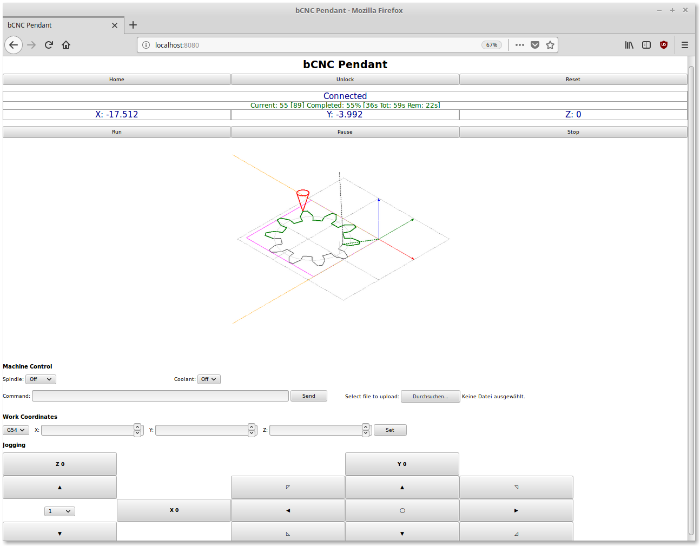 bCNC Pendant - Mozilla Firefox
bCNC Pendant
localhost:8080
67%
bCNC Pendant
Home Unlock Reset
Connected
Current: 55 [89] Completed: 55% [36s Tot: 59s Rem: 22s]
X: -17.512 Y: -3.992 Z: 0
Run Pause Stop
Machine Control
Spindle: Off Coolant: Off
Command: Send Select file to upload: Durchsuchen... Keine Datei ausgewählt.
Work Coordinates
G54 X: Y: Z: Set
Jogging
Z 0 Y 0
▲ ◸ ▲ ◹
1 X 0 ◀ ○ ▶
▼ ◺ ▼ ◿